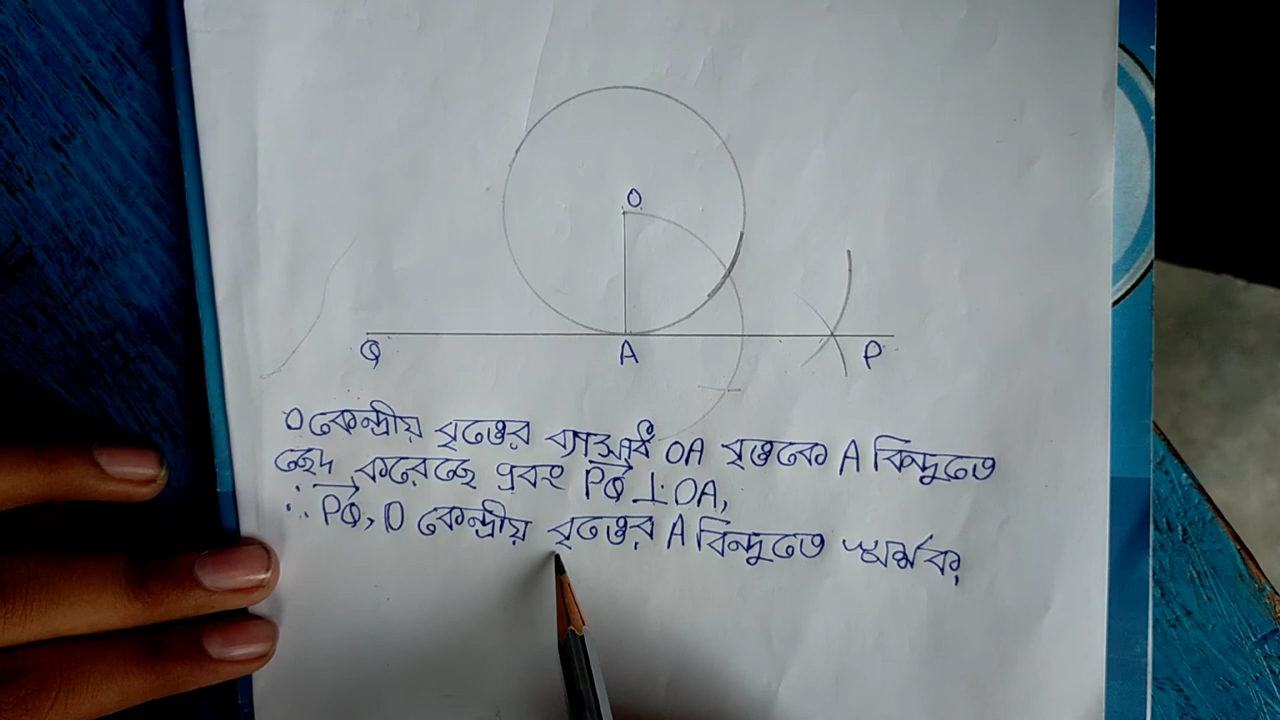 O
Q
A
P
O কেন্দ্রীয় বৃত্তের ব্যাসার্ধ OA বৃত্তকে A বিন্দুতে
ছেদ করেছে এবং PQ ⊥ OA,
∴ PQ, O কেন্দ্রীয় বৃত্তের A বিন্দুতে স্পর্শক,